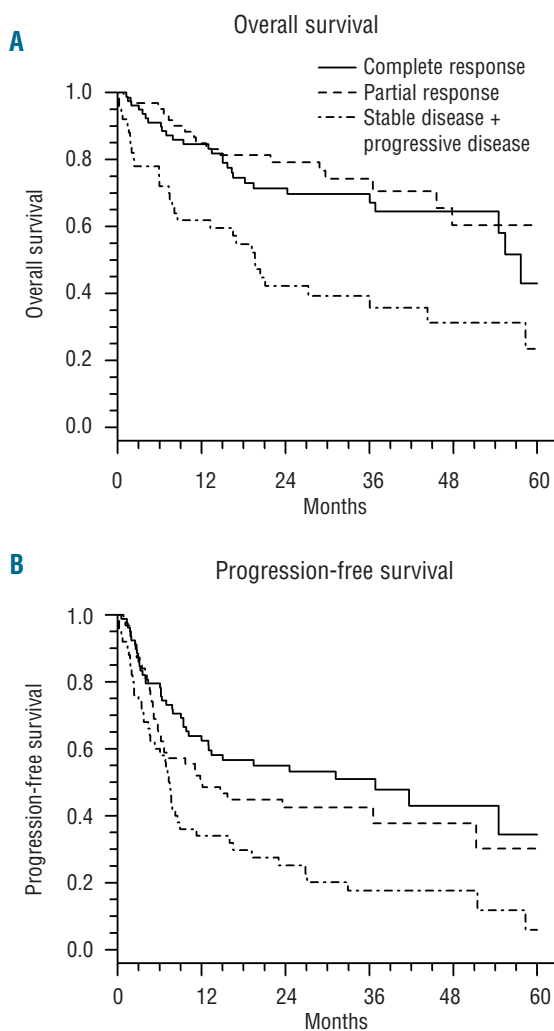 A
Overall survival
Complete response
Partial response
Stable disease +
progressive disease
Overall survival
1.0
0.8
0.6
0.4
0.2
0.0
0 12 24 36 48 60
Months
B
Progression-free survival
Progression-free survival
1.0
0.8
0.6
0.4
0.2
0.0
0 12 24 36 48 60
Months